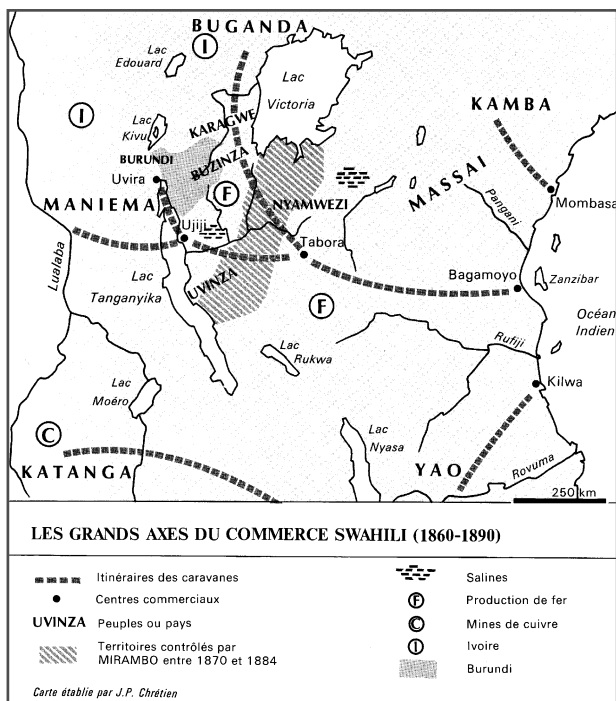 BUGANDA
I
Lac
Edouard
I
Lac
Victoria
KAMBA
Lac
Kivu
KARAGWE
BURUNDI
BUZINZA
Uvira
F
NYAMWEZI
MASSAI
Mombasa
Pangani
MANIEMA
Ujiji
Tabora
Lualaba
Lac
Tanganyika
UVINZA
Bagamoyo
Zanzibar
F
Océan
Indien
Rufiji
Lac
Rukwa
Kilwa
Lac
Moéro
C
KATANGA
Lac
Nyasa
YAO
Rovuma
250 km
LES GRANDS AXES DU COMMERCE SWAHILI (1860-1890)
Itinéraires des caravanes
Centres commerciaux
UVINZA Peuples ou pays
Territoires contrôlés par
MIRAMBO entre 1870 et 1884
Salines
F Production de fer
C Mines de cuivre
I Ivoire
Burundi
Carte établie par J.P. Chrétien